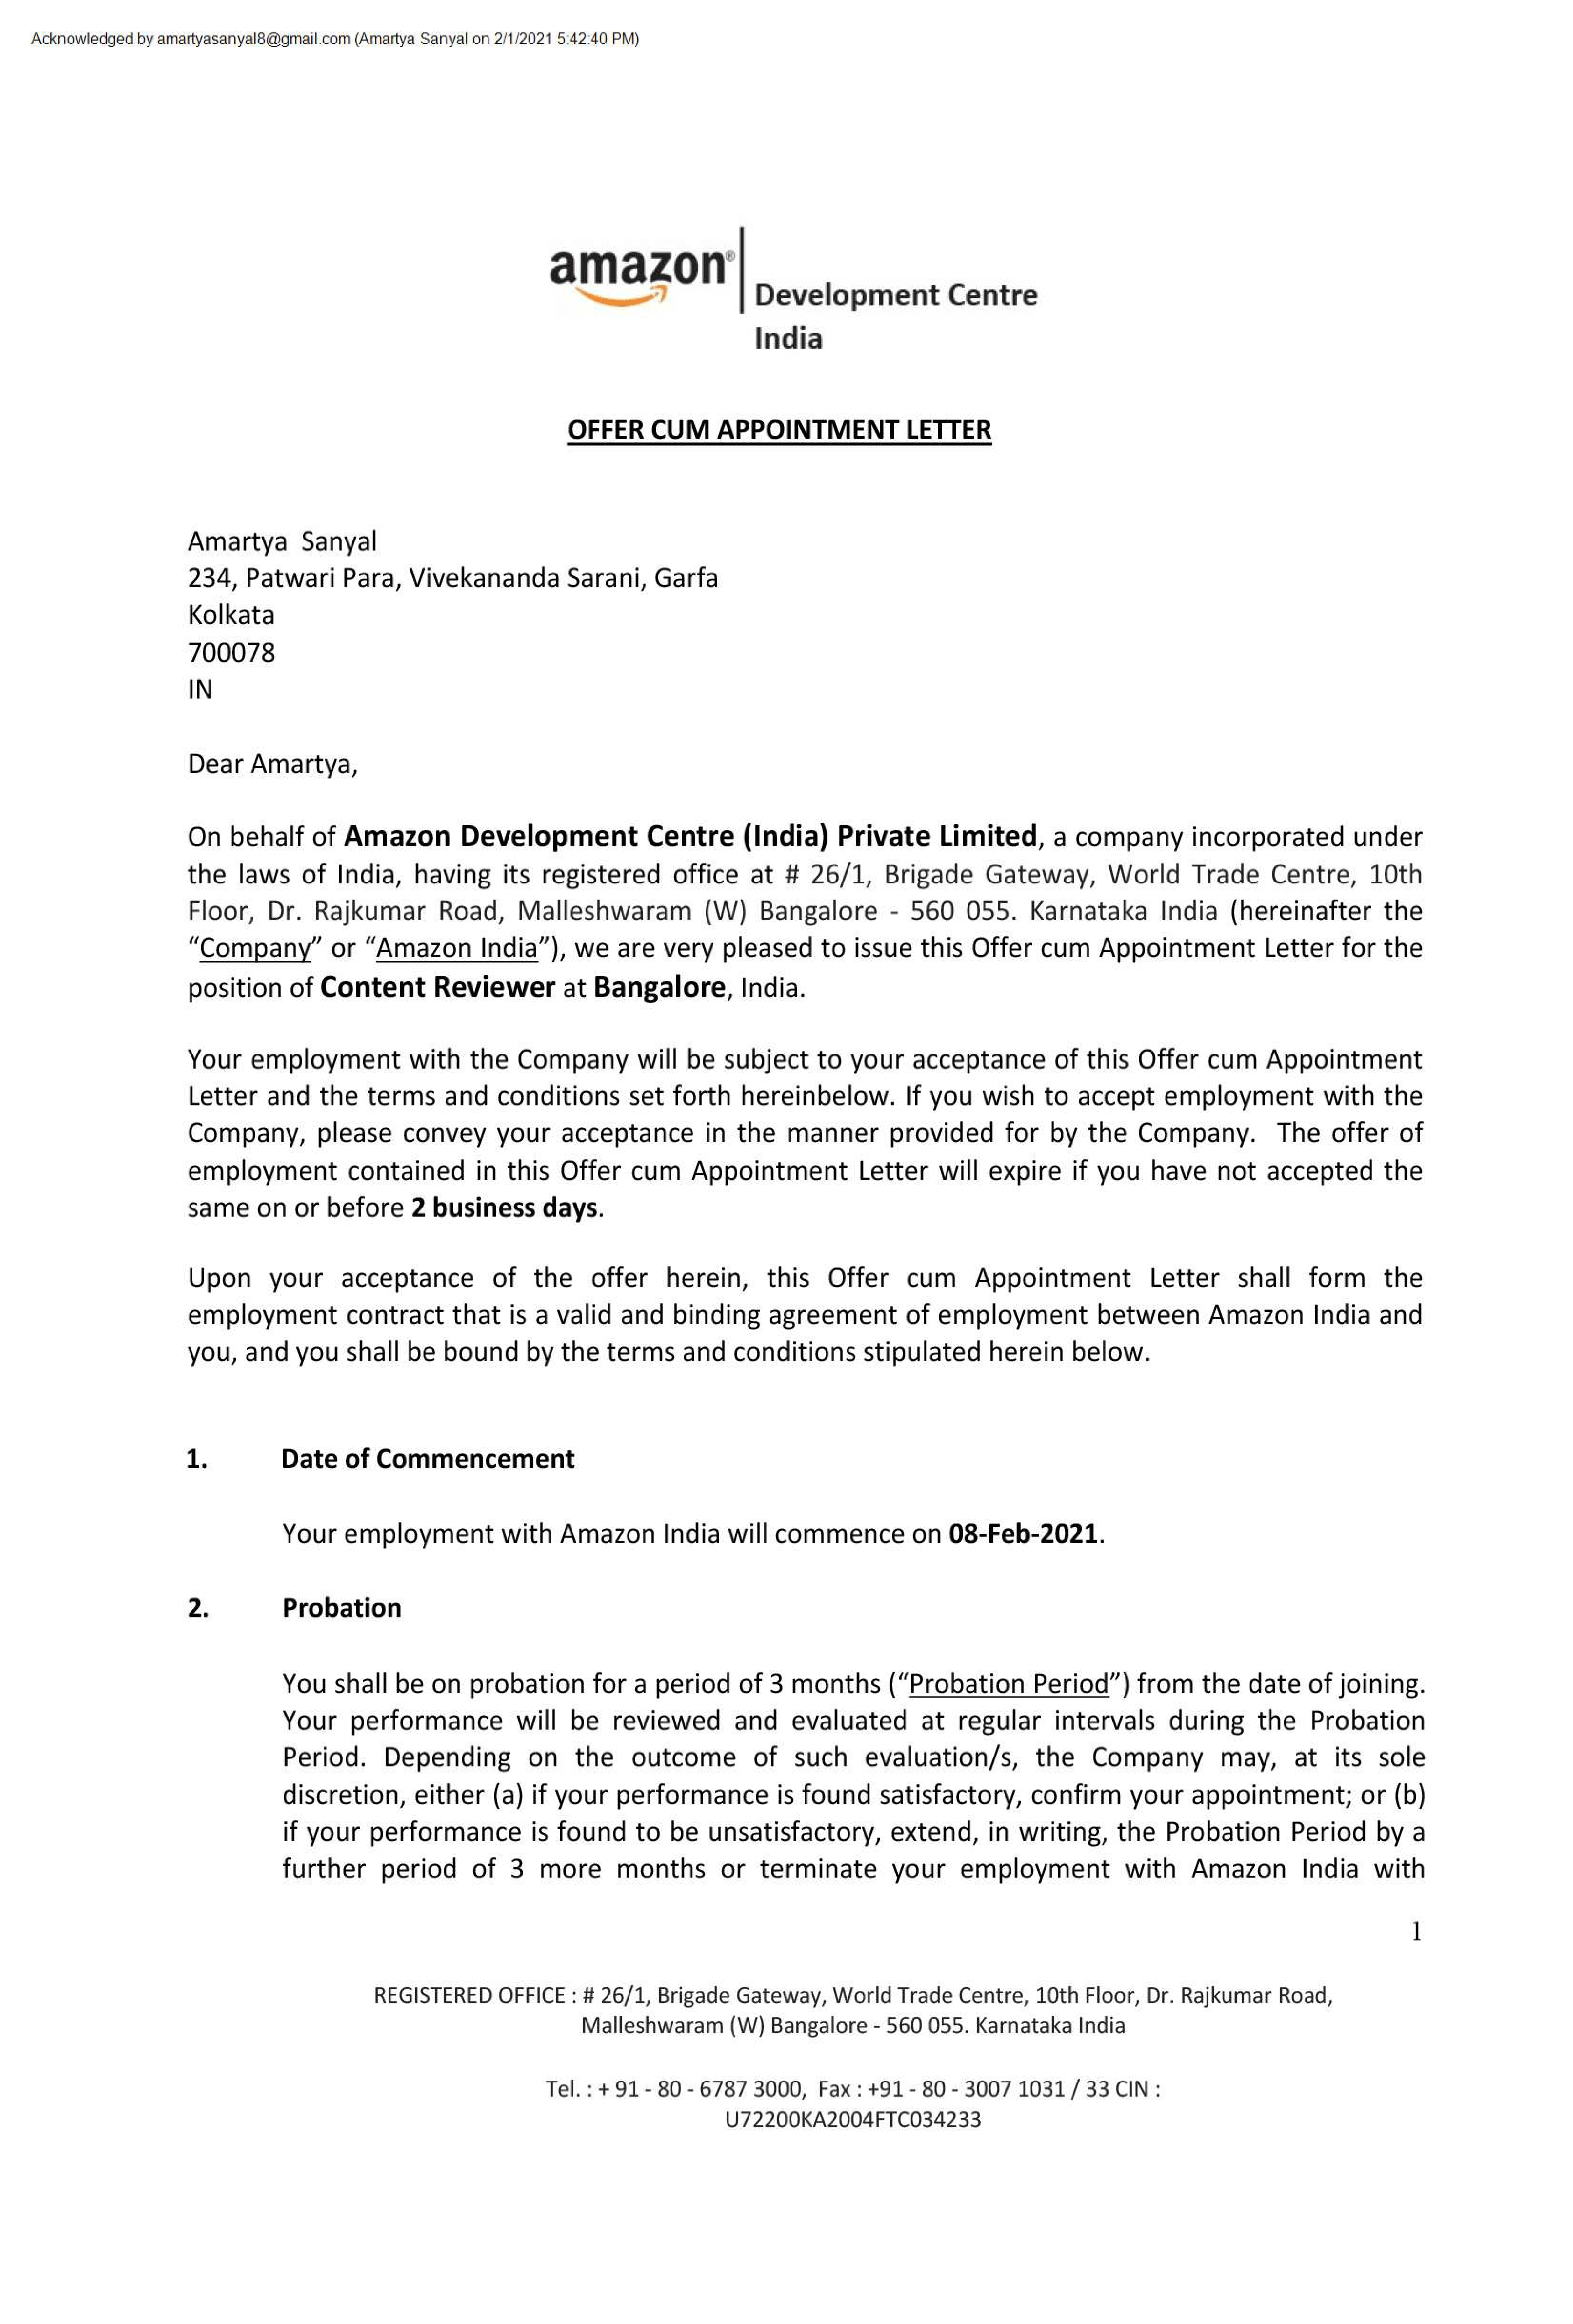 Acknowledged by amartyasanyal8@gmail.com (Amartya Sanyal on 2/1/2021 5:42:40 PM)
amazon®
Development Centre
India
OFFER CUM APPOINTMENT LETTER
Amartya  Sanyal
234, Patwari Para, Vivekananda Sarani, Garfa
Kolkata
700078
IN
Dear Amartya,
On behalf of Amazon Development Centre (India) Private Limited, a company incorporated under
the laws of India, having its registered office at # 26/1, Brigade Gateway, World Trade Centre, 10th
Floor, Dr. Rajkumar Road, Malleshwaram (W) Bangalore - 560 055. Karnataka India (hereinafter the
“Company” or “Amazon India”), we are very pleased to issue this Offer cum Appointment Letter for the
position of Content Reviewer at Bangalore, India.
Your employment with the Company will be subject to your acceptance of this Offer cum Appointment
Letter and the terms and conditions set forth hereinbelow. If you wish to accept employment with the
Company, please convey your acceptance in the manner provided for by the Company.  The offer of
employment contained in this Offer cum Appointment Letter will expire if you have not accepted the
same on or before 2 business days.
Upon your acceptance of the offer herein, this Offer cum Appointment Letter shall form the
employment contract that is a valid and binding agreement of employment between Amazon India and
you, and you shall be bound by the terms and conditions stipulated herein below.
1. Date of Commencement
Your employment with Amazon India will commence on 08-Feb-2021.
2. Probation
You shall be on probation for a period of 3 months (“Probation Period”) from the date of joining.
Your performance will be reviewed and evaluated at regular intervals during the Probation
Period. Depending on the outcome of such evaluation/s, the Company may, at its sole
discretion, either (a) if your performance is found satisfactory, confirm your appointment; or (b)
if your performance is found to be unsatisfactory, extend, in writing, the Probation Period by a
further period of 3 more months or terminate your employment with Amazon India with
1
REGISTERED OFFICE : # 26/1, Brigade Gateway, World Trade Centre, 10th Floor, Dr. Rajkumar Road,
Malleshwaram (W) Bangalore - 560 055. Karnataka India
Tel. : + 91 - 80 - 6787 3000,  Fax : +91 - 80 - 3007 1031 / 33 CIN :
U72200KA2004FTC034233